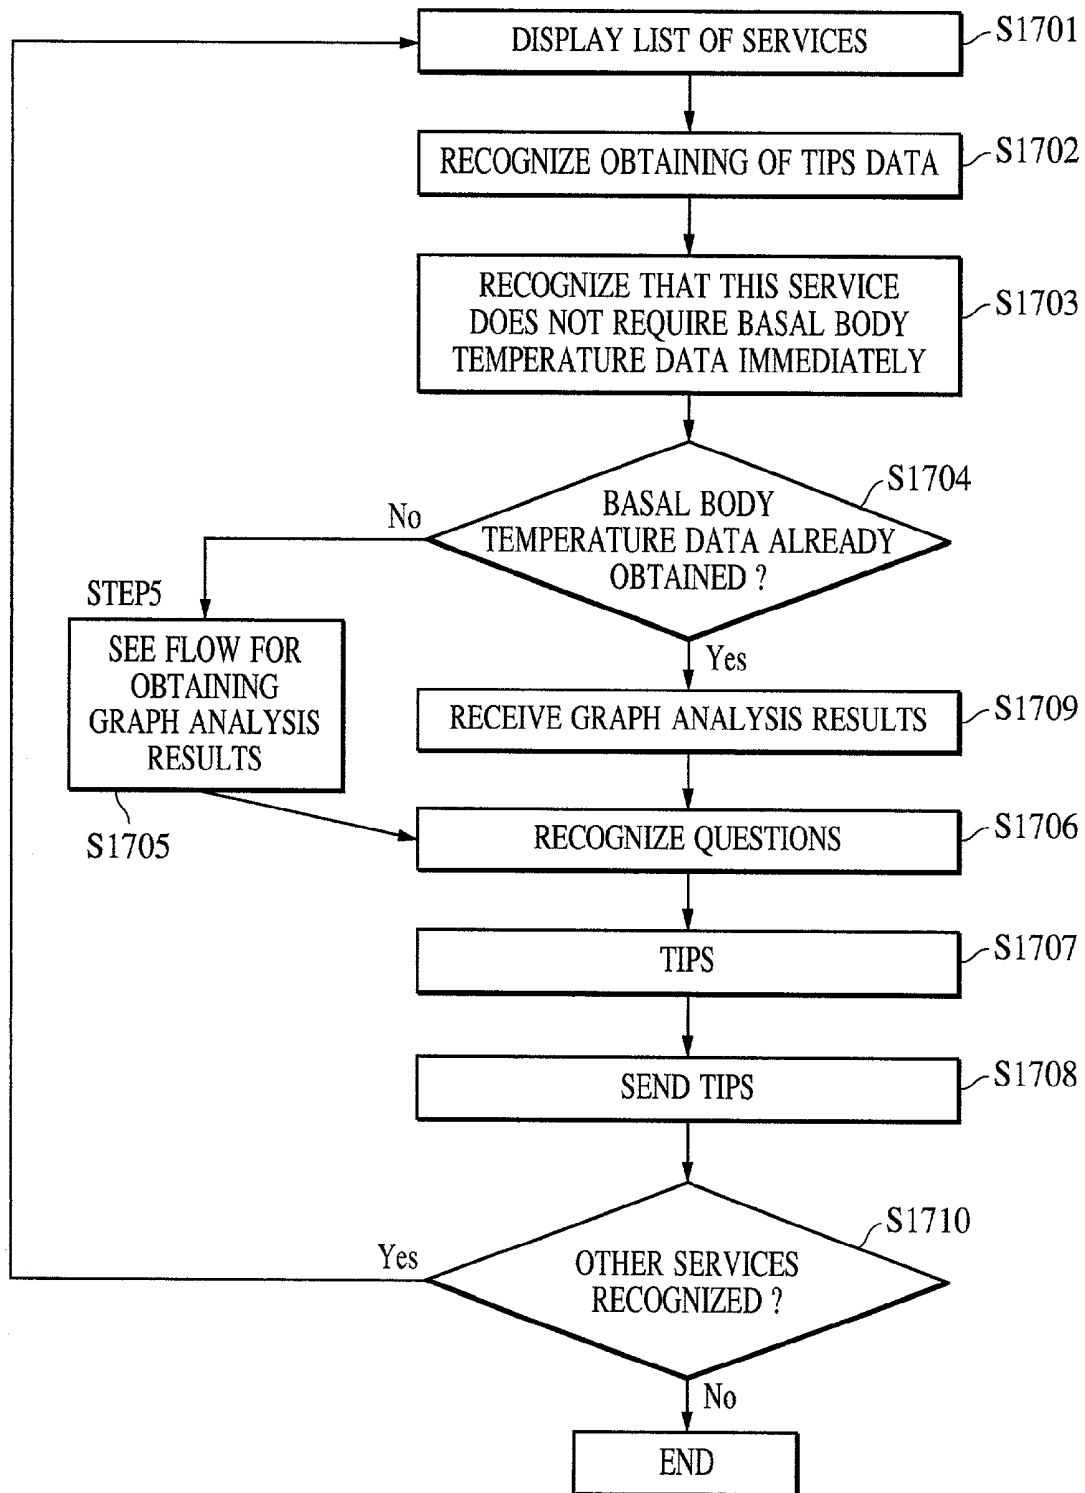 DISPLAY LIST OF SERVICES
S1701
RECOGNIZE OBTAINING OF TIPS DATA
S1702
RECOGNIZE THAT THIS SERVICE
DOES NOT REQUIRE BASAL BODY
TEMPERATURE DATA IMMEDIATELY
S1703
BASAL BODY
TEMPERATURE DATA ALREADY
OBTAINED ?
S1704
No
Yes
STEP5
SEE FLOW FOR
OBTAINING
GRAPH ANALYSIS
RESULTS
S1705
RECEIVE GRAPH ANALYSIS RESULTS
S1709
RECOGNIZE QUESTIONS
S1706
TIPS
S1707
SEND TIPS
S1708
OTHER SERVICES
RECOGNIZED ?
S1710
Yes
No
END